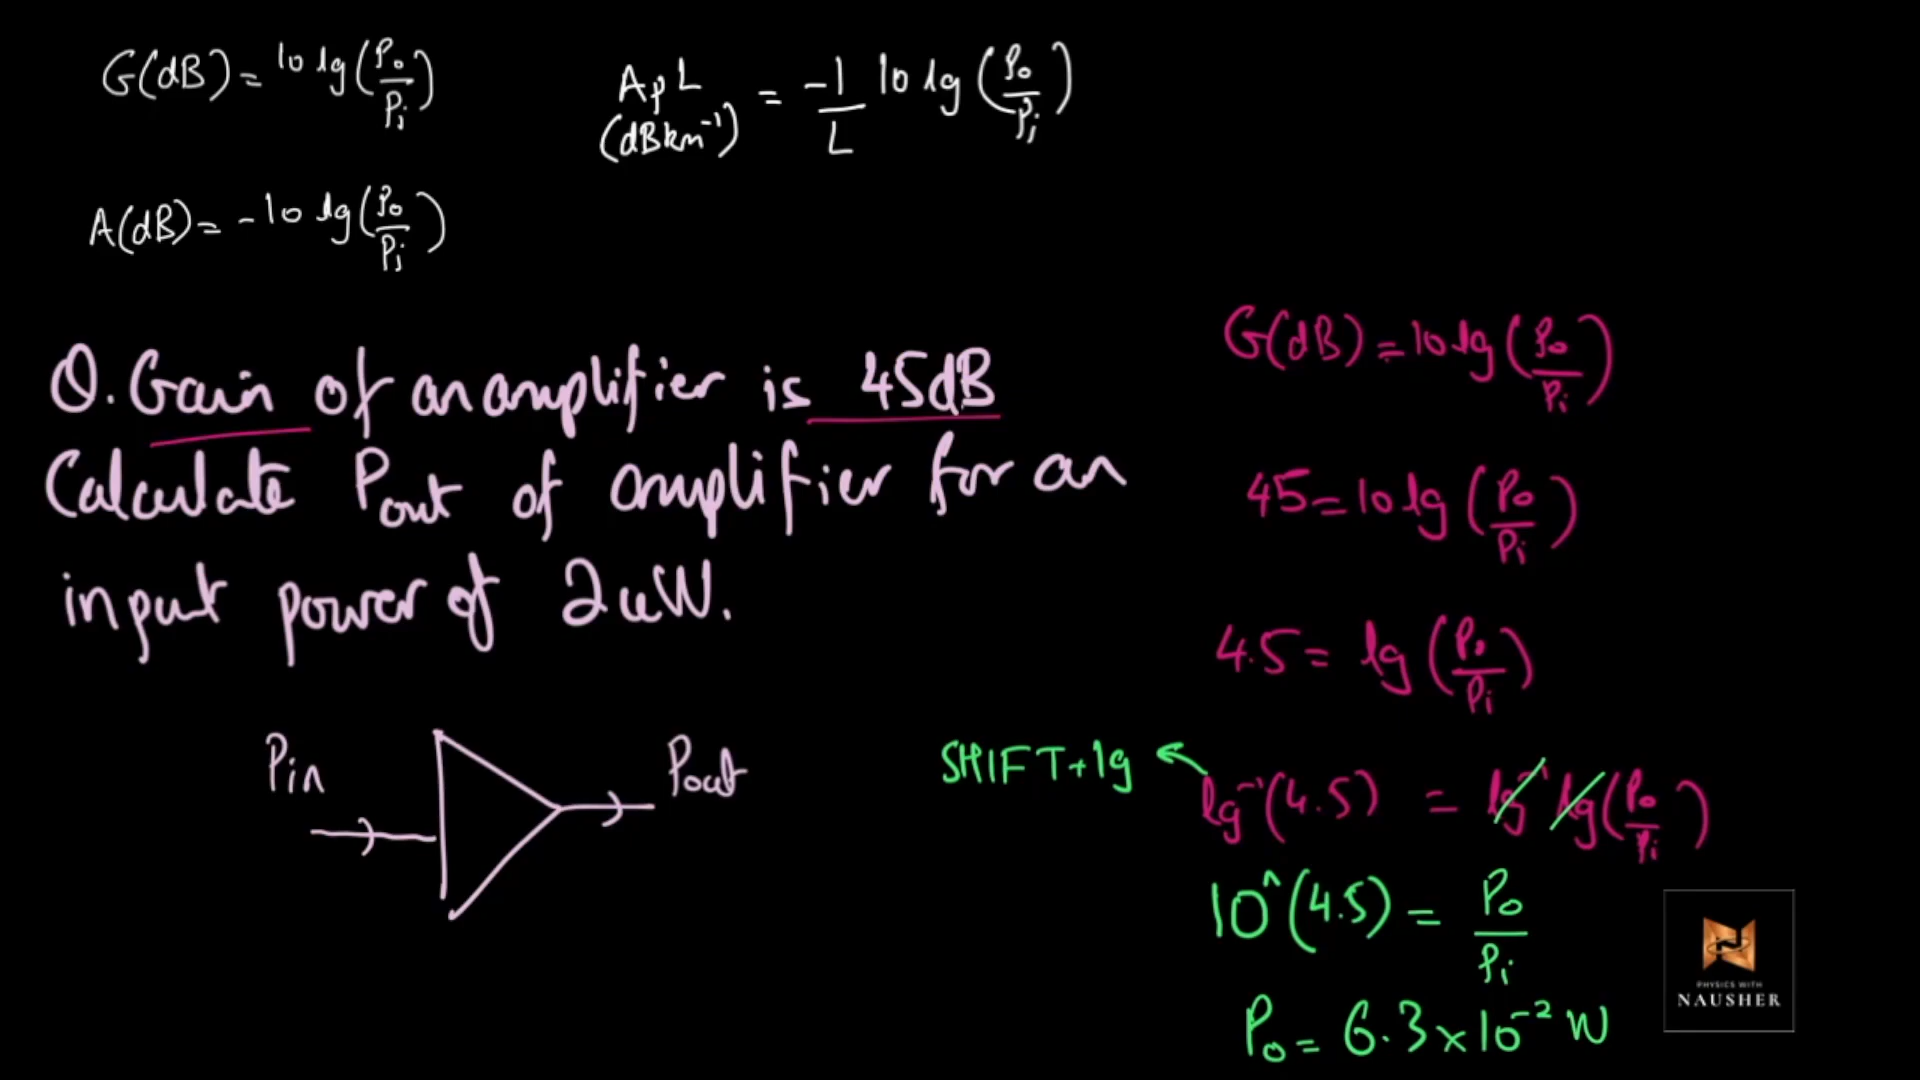 G(dB) = 10 lg (Po/Pi)
ApL (dBkm⁻¹) = -1/L 10 lg (Po/Pi)
A(dB) = -10 lg (Po/Pi)
Q. Gain of an amplifier is 45dB
Calculate Pout of amplifier for an
input power of 2uW.
Pin
Pout
G(dB) = 10 lg (Po/Pi)
45 = 10 lg (Po/Pi)
4.5 = lg (Po/Pi)
SHIFT + lg
lg⁻¹(4.5) = lg⁻¹ lg (Po/Pi)
10^(4.5) = Po/Pi
Po = 6.3 x 10⁻² W
PHYSICS WITH
NAUSHER